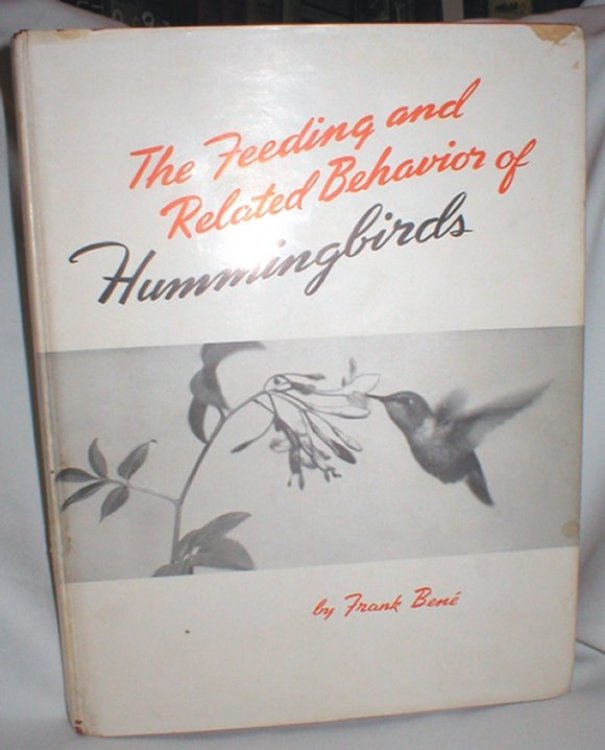 The Feeding and
Related Behavior of
Hummingbirds
by Frank Bené